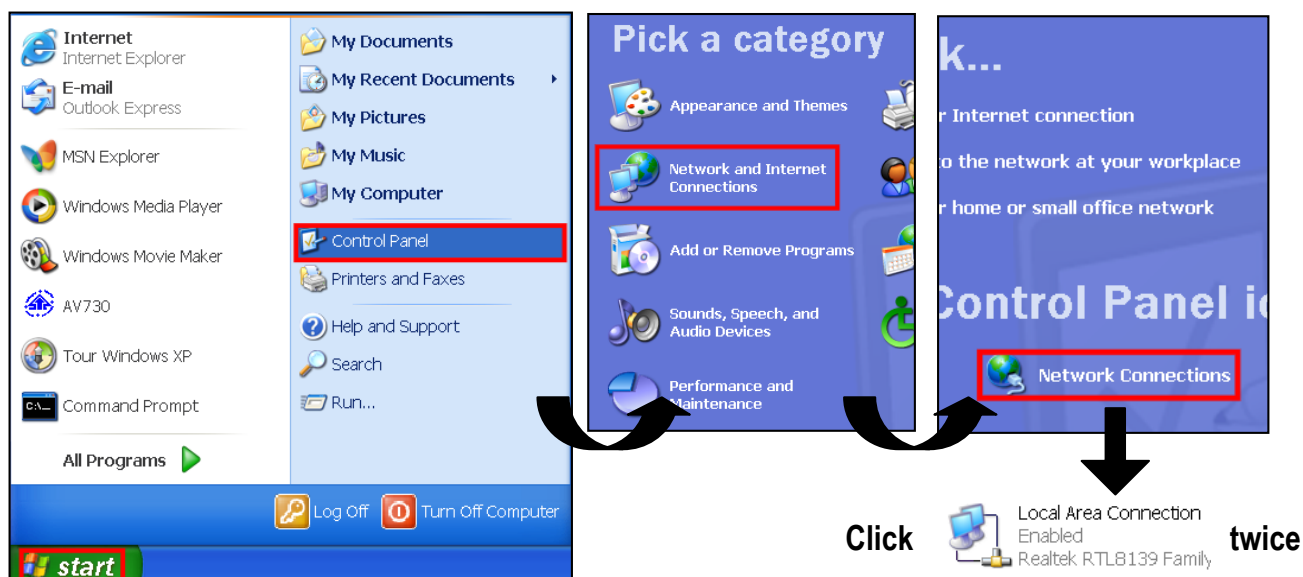 Internet
Internet Explorer
E-mail
Outlook Express
MSN Explorer
Windows Media Player
Windows Movie Maker
AV730
Tour Windows XP
C:\_
Command Prompt
All Programs
My Documents
My Recent Documents
My Pictures
My Music
My Computer
Control Panel
Printers and Faxes
Help and Support
Search
Run...
Log Off
Turn Off Computer
start
Pick a category
Appearance and Themes
Network and Internet
Connections
Add or Remove Programs
Sounds, Speech, and
Audio Devices
Performance and
Maintenance
k...
r Internet connection
to the network at your workplace
r home or small office network
Control Panel ic
Network Connections
Click
Local Area Connection
Enabled
Realtek RTL8139 Family
twice